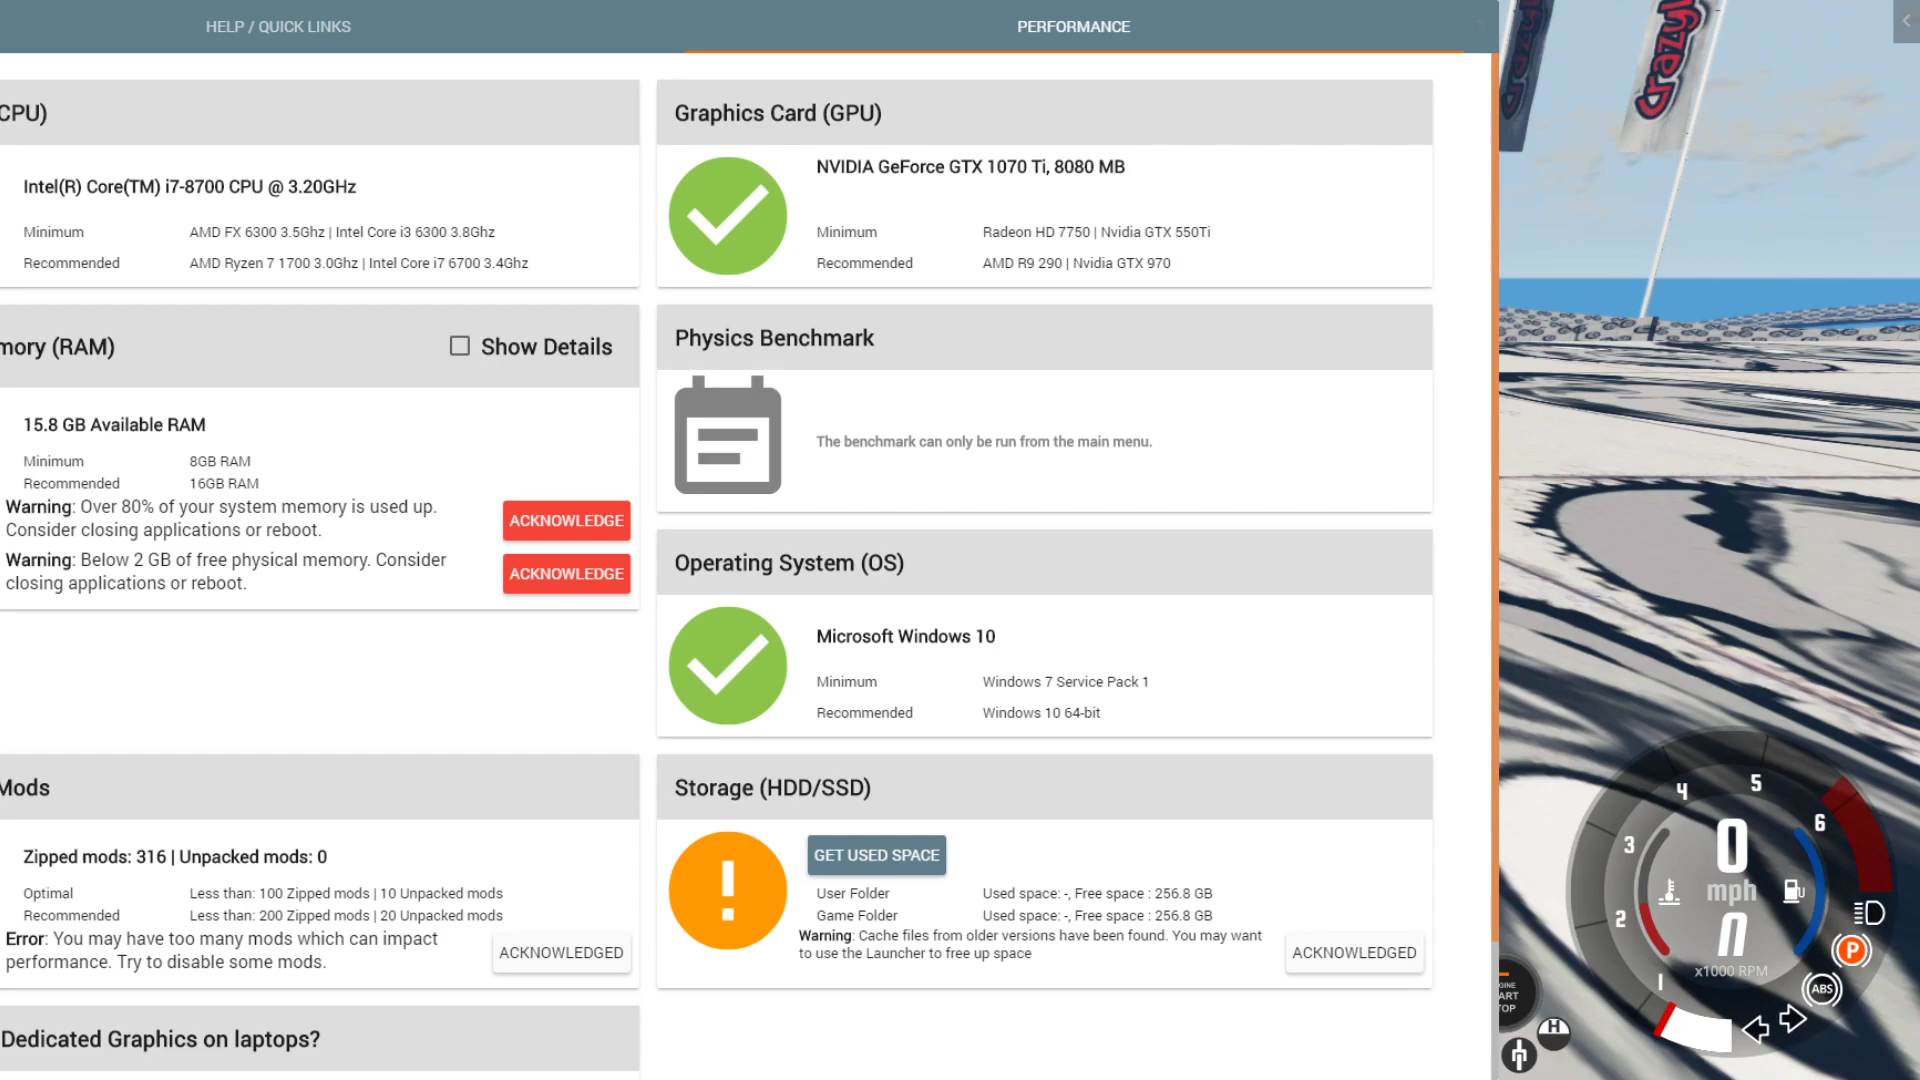 HELP / QUICK LINKS
PERFORMANCE
CPU)
Intel(R) Core(TM) i7-8700 CPU @ 3.20GHz
Minimum AMD FX 6300 3.5Ghz | Intel Core i3 6300 3.8Ghz
Recommended AMD Ryzen 7 1700 3.0Ghz | Intel Core i7 6700 3.4Ghz
Graphics Card (GPU)
NVIDIA GeForce GTX 1070 Ti, 8080 MB
Minimum Radeon HD 7750 | Nvidia GTX 550Ti
Recommended AMD R9 290 | Nvidia GTX 970
mory (RAM)
Show Details
15.8 GB Available RAM
Minimum 8GB RAM
Recommended 16GB RAM
Warning: Over 80% of your system memory is used up.
Consider closing applications or reboot.
ACKNOWLEDGE
Warning: Below 2 GB of free physical memory. Consider
closing applications or reboot.
ACKNOWLEDGE
Physics Benchmark
The benchmark can only be run from the main menu.
Operating System (OS)
Microsoft Windows 10
Minimum Windows 7 Service Pack 1
Recommended Windows 10 64-bit
Mods
Zipped mods: 316 | Unpacked mods: 0
Optimal Less than: 100 Zipped mods | 10 Unpacked mods
Recommended Less than: 200 Zipped mods | 20 Unpacked mods
Error: You may have too many mods which can impact
performance. Try to disable some mods.
ACKNOWLEDGED
Storage (HDD/SSD)
GET USED SPACE
User Folder Used space: -, Free space : 256.8 GB
Game Folder Used space: -, Free space : 256.8 GB
Warning: Cache files from older versions have been found. You may want
to use the Launcher to free up space
ACKNOWLEDGED
Dedicated Graphics on laptops?
crazyl
1
2
3
4
5
6
0
mph
n
x1000 RPM
P
ABS
GINE
ART
TOP
H